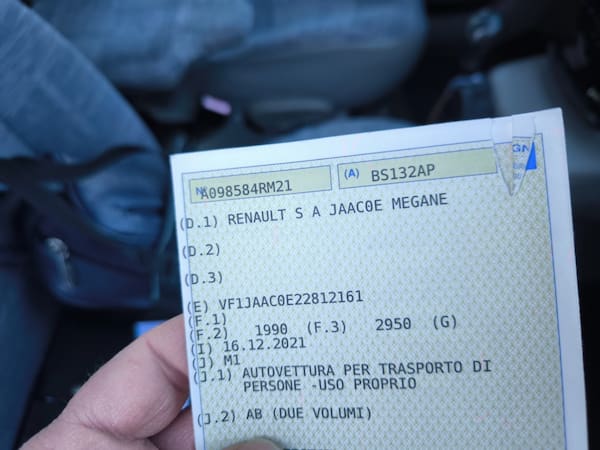 N. A098584RM21
(A) BS132AP
(D.1) RENAULT S A JAAC0E MEGANE
(D.2)
(D.3)
(E) VF1JAAC0E22812161
(F.1)
(F.2) 1990 (F.3) 2950 (G)
(I) 16.12.2021
(J) M1
(J.1) AUTOVETTURA PER TRASPORTO DI
PERSONE -USO PROPRIO
(J.2) AB (DUE VOLUMI)